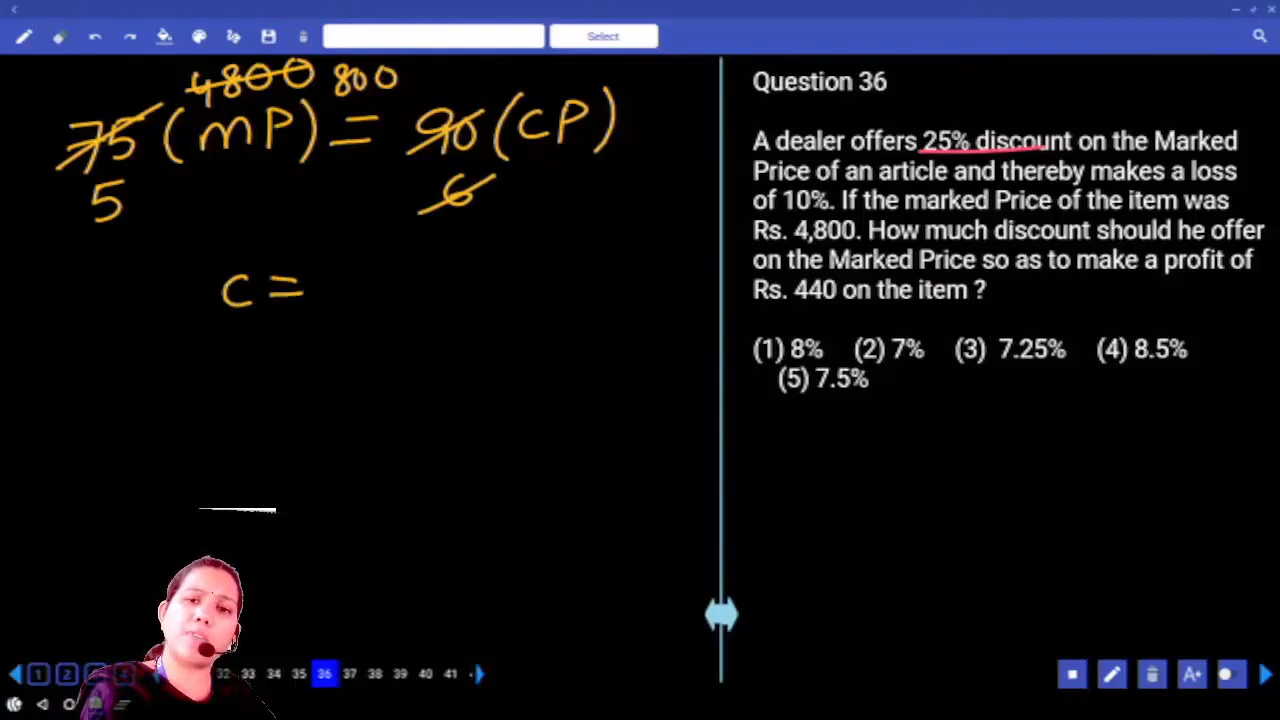 Select
4800 800
75 (MP) = 90 (CP)
5 6
C =
Question 36
A dealer offers 25% discount on the Marked
Price of an article and thereby makes a loss
of 10%. If the marked Price of the item was
Rs. 4,800. How much discount should he offer
on the Marked Price so as to make a profit of
Rs. 440 on the item ?
(1) 8% (2) 7% (3) 7.25% (4) 8.5%
(5) 7.5%
1 2 32 33 34 35 36 37 38 39 40 41
A+